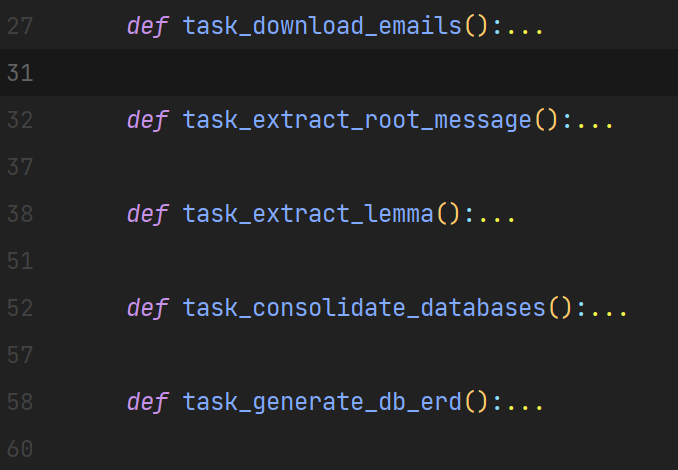 27 def task_download_emails():...
31
32 def task_extract_root_message():...
37
38 def task_extract_lemma():...
51
52 def task_consolidate_databases():...
57
58 def task_generate_db_erd():...
60